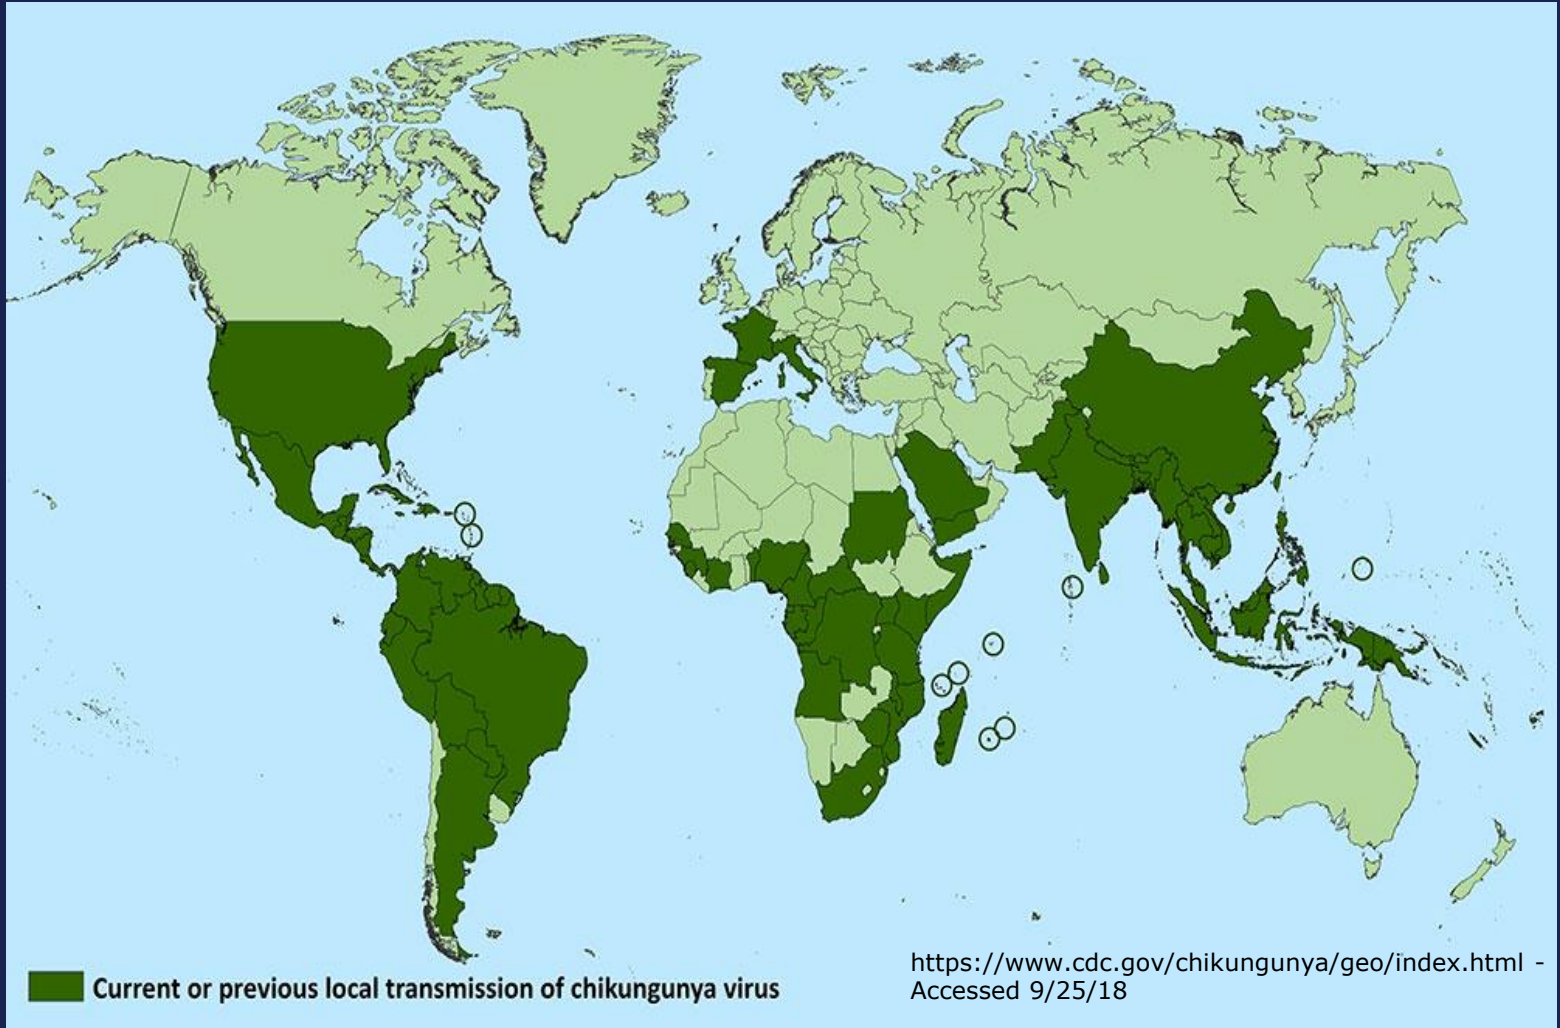 Current or previous local transmission of chikungunya virus
https://www.cdc.gov/chikungunya/geo/index.html -
Accessed 9/25/18